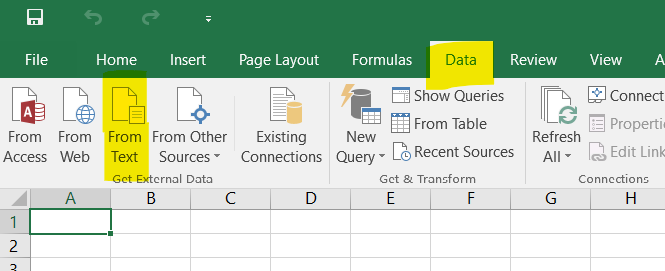 File Home Insert Page Layout Formulas Data Review View A
From Access
From Web
From Text
From Other Sources
Existing Connections
New Query
Show Queries
From Table
Recent Sources
Refresh All
Connect
Propertie
Edit Link
Get External Data
Get & Transform
Connections
A B C D E F G H
1
2
3